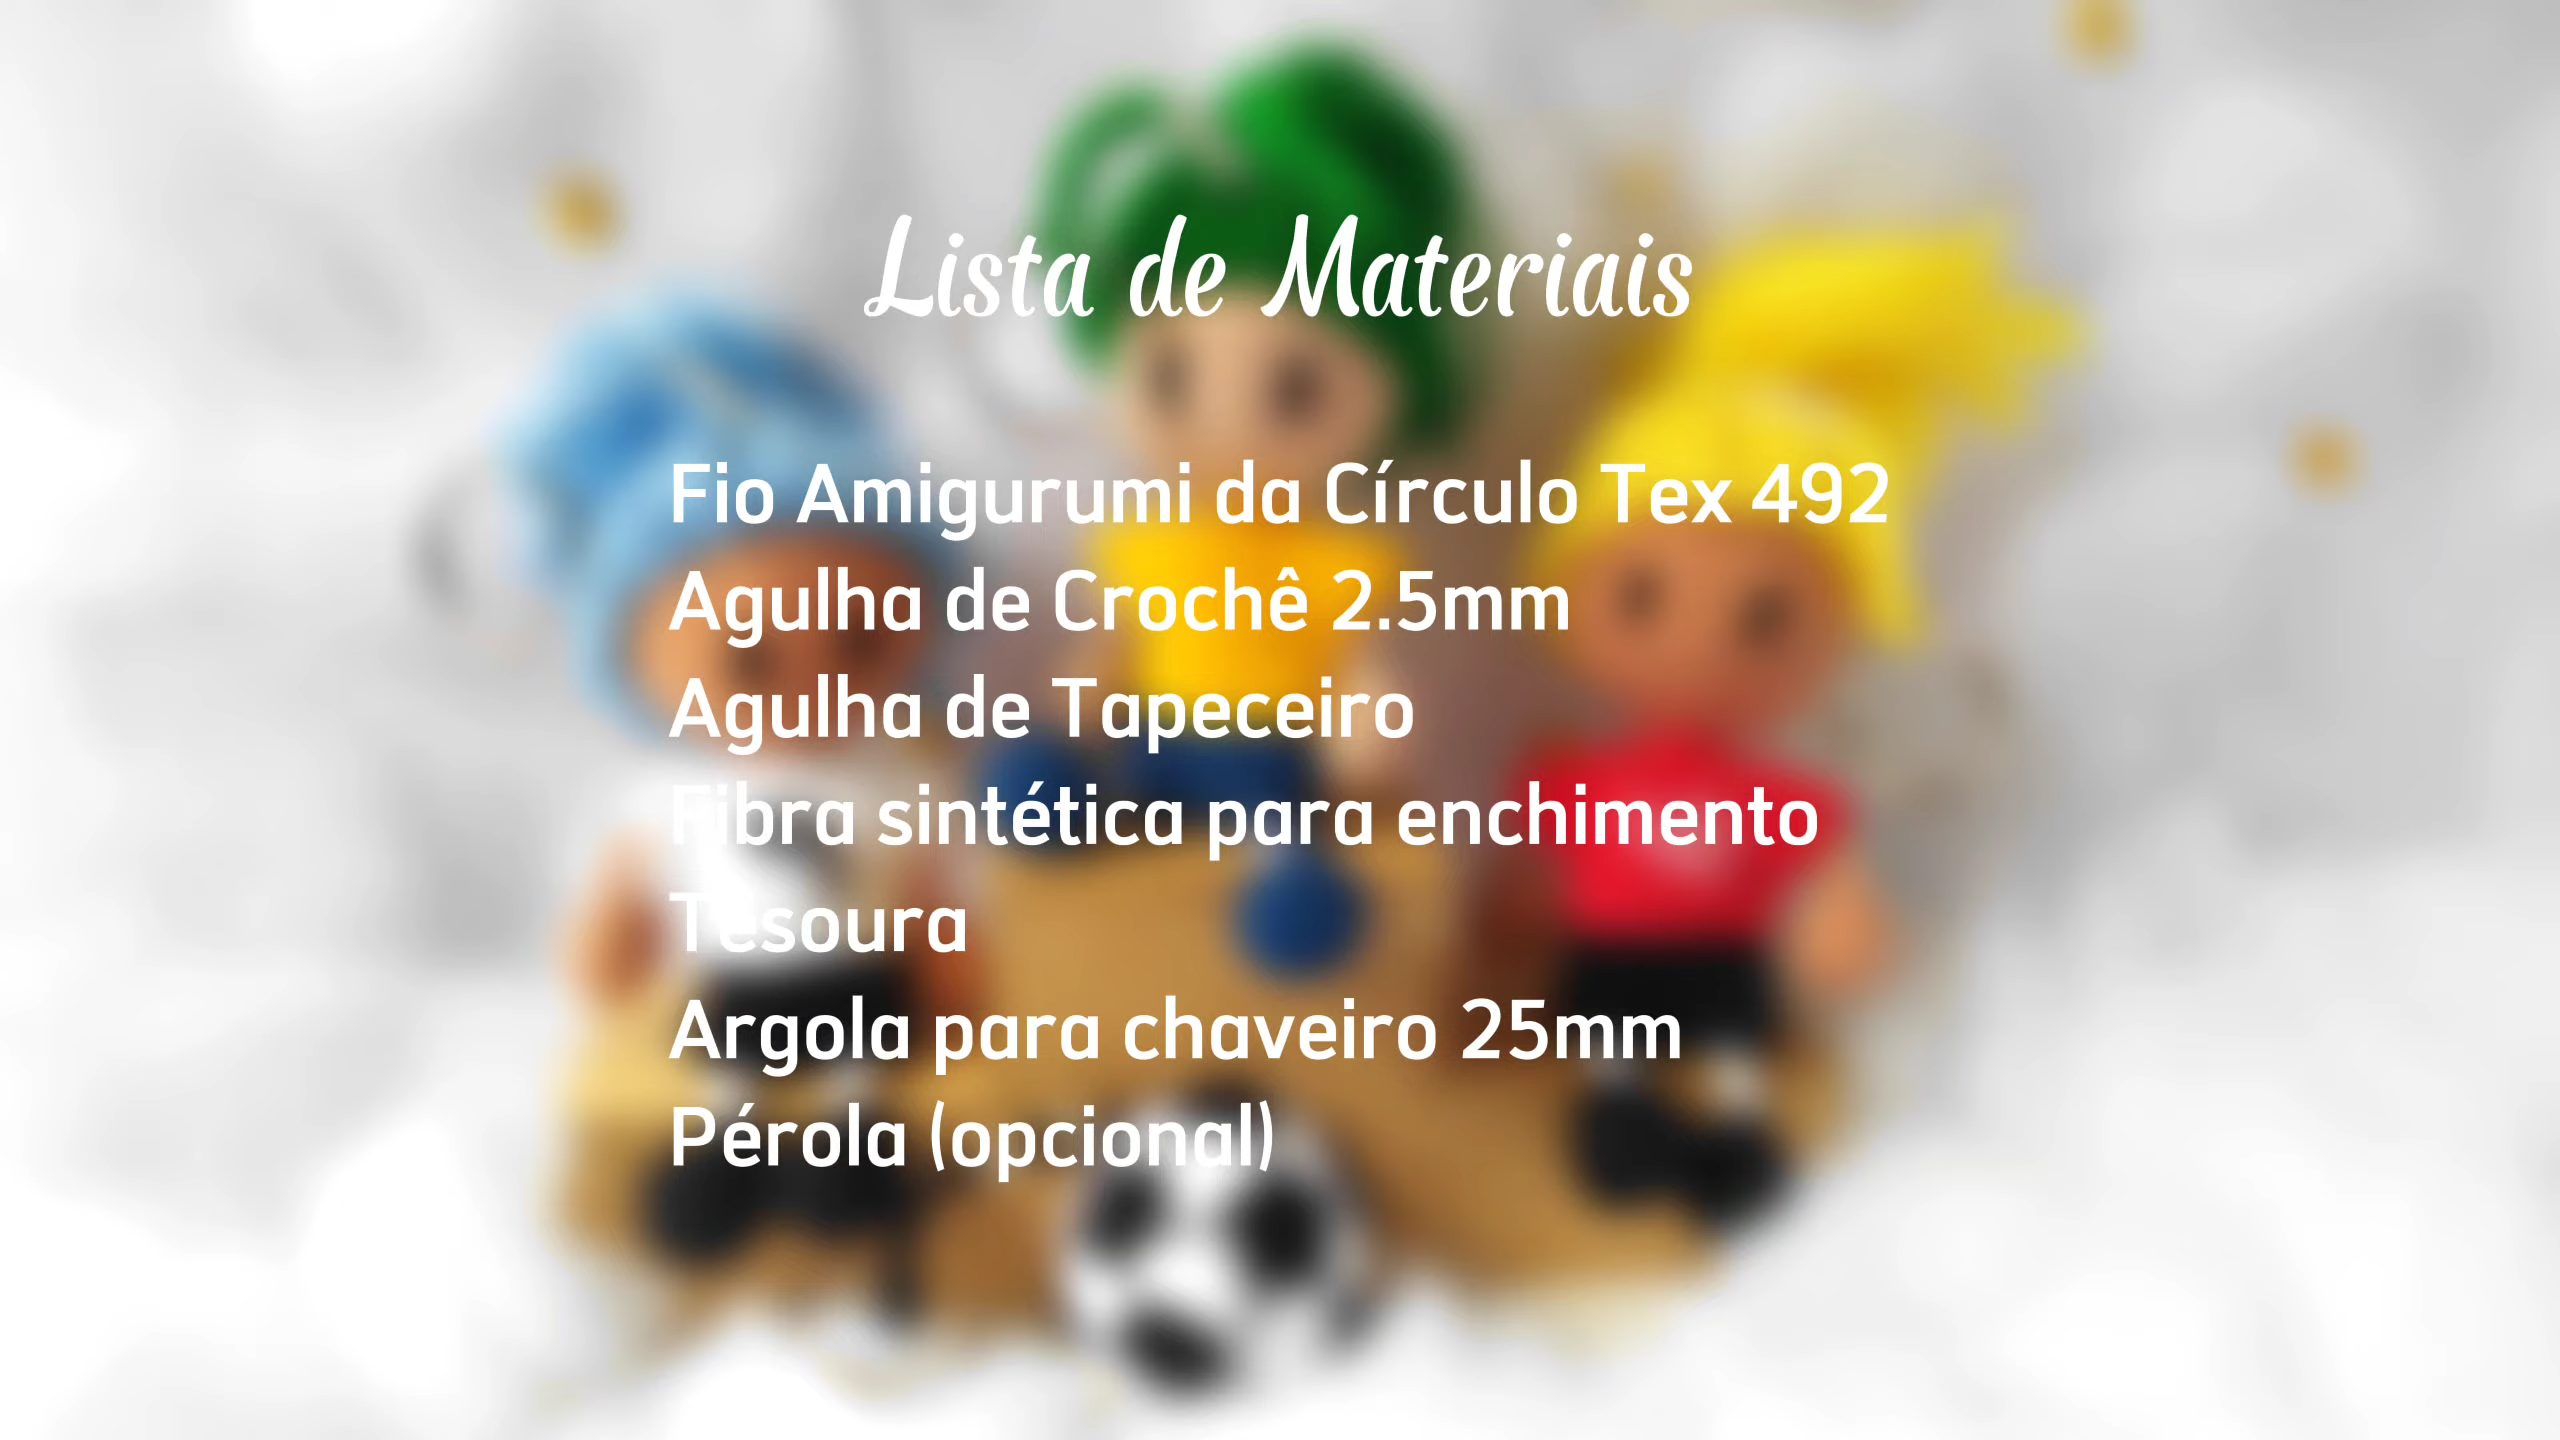 Lista de Materiais
Fio Amigurumi da Círculo Tex 492
Agulha de Crochê 2.5mm
Agulha de Tapeceiro
Fibra sintética para enchimento
Tesoura
Argola para chaveiro 25mm
Pérola (opcional)